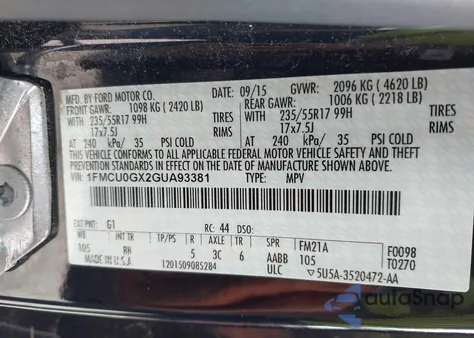 MFD. BY FORD MOTOR CO.
09/15 GVWR: 2096 KG ( 4620 LB)
FRONT GAWR: 1098 KG ( 2420 LB) REAR GAWR: 1006 KG ( 2218 LB)
WITH 235/55R17 99H TIRES WITH 235/55R17 99H TIRES
17x7.5J RIMS 17x7.5J RIMS
AT 240 kPa/ 35 PSI COLD AT 240 kPa/ 35 PSI COLD
THIS VEHICLE CONFORMS TO ALL APPLICABLE FEDERAL MOTOR VEHICLE SAFETY AND BUMPER STANDARDS IN EFFECT ON THE DATE OF MANUFACTURE SHOWN ABOVE.
VIN: 1FMCU0GX2GUA93381
TYPE: MPV
EXT PNT: G1 RC: 44 DSO:
WB INT TR TP/PS R AXLE TR SPR FM21A F0098
105 RH 5 3C 6 AABB 105 T0270
MADE IN U.S.A 1201509085284 ULC 5U5A-3520472-AA
autoSnap